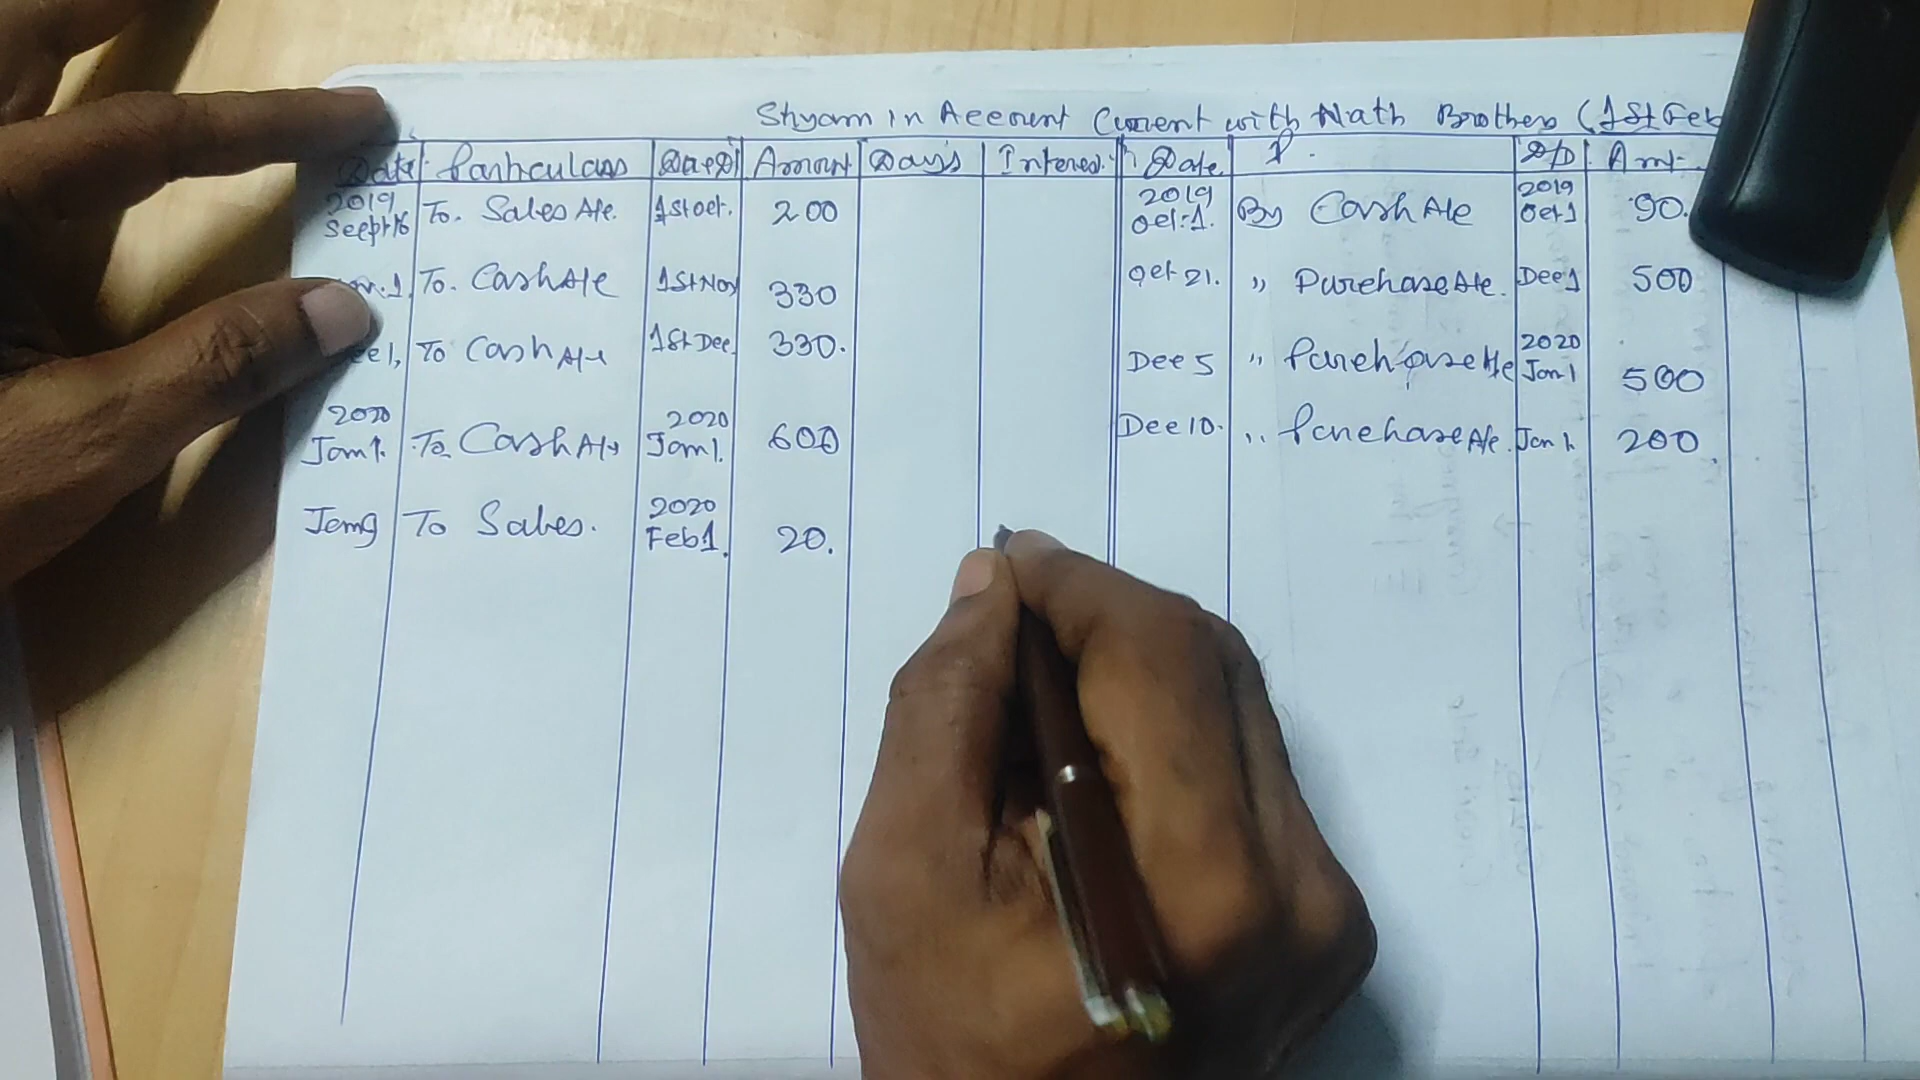 Shyam in Account Current with Nath Brothers (1st Feb
Date Particulars Due D Amount Day's Interes. Date P. D/D Amt.
2019 Sept 16 To. Sales A/c. 1st Oct. 200 2019 Oct:1. By Cash A/c 2019 Oct 1 90.
.1. To. Cash A/c 1st Nov 330 Oct 21. " Purchase A/c. Dec 1 500
1, To Cash A/c 1st Dec. 330. Dec 5 " Purchase A/c 2020 Jan 1 500
2020 Jan 1. To Cash A/c 2020 Jan 1. 600 Dec 10. " Purchase A/c. Jan 1. 200
Jan 9 To Sales. 2020 Feb 1. 20.